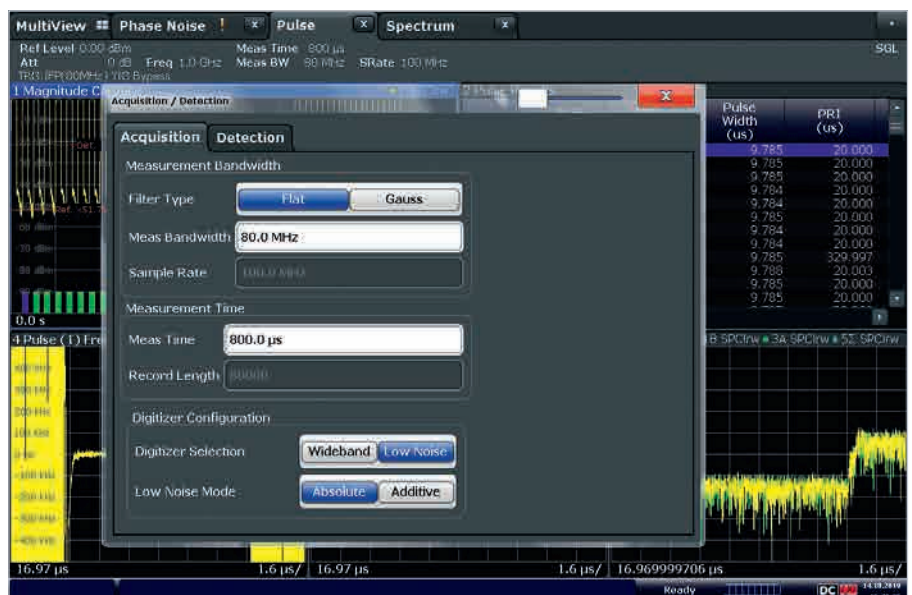 MultiView Phase Noise ! x Pulse x Spectrum x
Ref Level 0.00 dBm Meas Time 800 µs SGL
Att 0 dB Freq 1.0 GHz Meas BW 80 MHz SRate 100 MHz
YIG Bypass
1 Magnitude
Acquisition / Detection x
Pulse Width (us) PRI (us)
Acquisition Detection
9.785 20.000
Measurement Bandwidth
9.785 20.000
9.785 20.000
9.784 20.000
Filter Type Flat Gauss
9.784 20.000
9.785 20.000
9.784 20.000
Meas Bandwidth 80.0 MHz
9.784 20.000
9.785 329.997
Sample Rate 100.0 MHz
9.788 20.003
9.785 20.000
9.785 20.000
Measurement Time
0.0 s
Meas Time 800.0 µs
4 Pulse (1) Fre
Record Length 80000
Digitizer Configuration
Digitizer Selection Wideband Low Noise
Low Noise Mode Absolute Additive
16.97 µs 1.6 µs/ 16.97 µs 1.6 µs/ 16.969999706 µs 1.6 µs/
Ready DC 14.10.2019